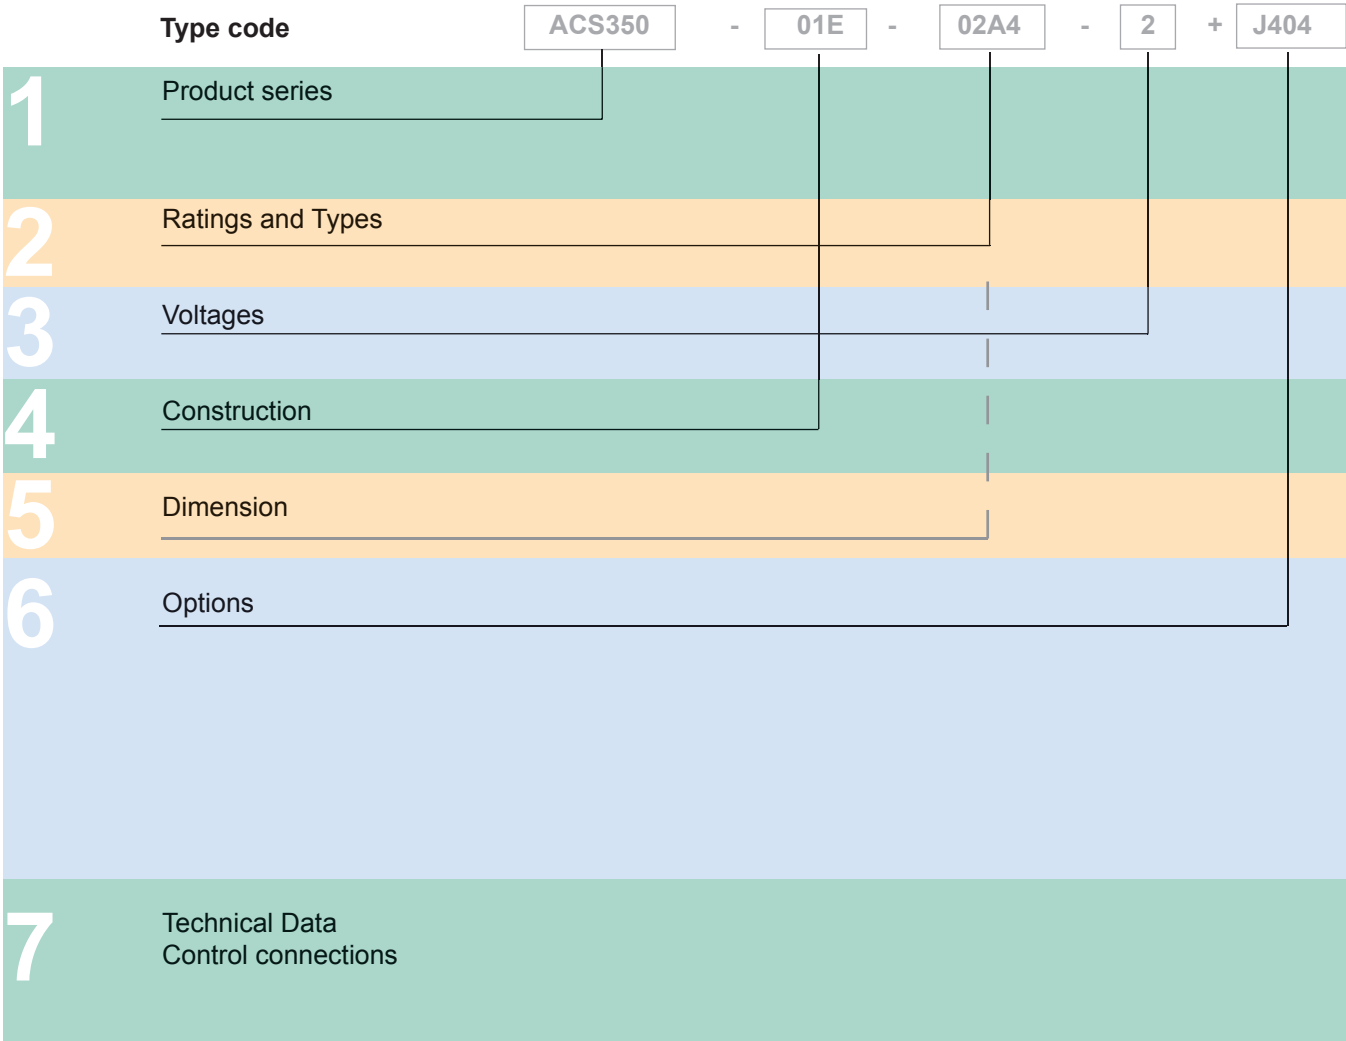 Type code ACS350 - 01E - 02A4 - 2 + J404
1 Product series
2 Ratings and Types
3 Voltages
4 Construction
5 Dimension
6 Options
7 Technical Data
Control connections